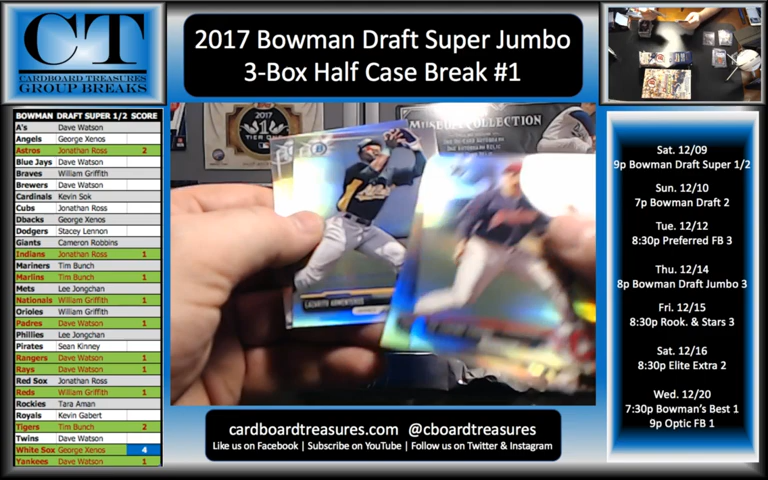 CT
CARDBOARD TREASURES
GROUP BREAKS
2017 Bowman Draft Super Jumbo
3-Box Half Case Break #1
BOWMAN DRAFT SUPER 1/2 SCORE
A's Dave Watson
Angels George Xenos
Astros Jonathan Ross 2
Blue Jays Dave Watson
Braves William Griffith
Brewers Dave Watson
Cardinals Kevin Sok
Cubs Jonathan Ross
Dbacks George Xenos
Dodgers Stacey Lennon
Giants Cameron Robbins
Indians Jonathan Ross 1
Mariners Tim Bunch
Marlins Tim Bunch 1
Mets Lee Jongchan
Nationals William Griffith 1
Orioles William Griffith
Padres Dave Watson 1
Phillies Lee Jongchan
Pirates Sean Kinney
Rangers Dave Watson 1
Rays Dave Watson 1
Red Sox Jonathan Ross
Reds William Griffith 1
Rockies Tara Aman
Royals Kevin Gabert
Tigers Tim Bunch 2
Twins Dave Watson
White Sox George Xenos 4
Yankees Dave Watson 1
2017
TIER ONE
MUSEUM COLLECTION
LAZARITO ARMENTEROS
Sat. 12/09
9p Bowman Draft Super 1/2
Sun. 12/10
7p Bowman Draft 2
Tue. 12/12
8:30p Preferred FB 3
Thu. 12/14
8p Bowman Draft Jumbo 3
Fri. 12/15
8:30p Rook. & Stars 3
Sat. 12/16
8:30p Elite Extra 2
Wed. 12/20
7:30p Bowman's Best 1
9p Optic FB 1
cardboardtreasures.com @cboardtreasures
Like us on Facebook | Subscribe on YouTube | Follow us on Twitter & Instagram